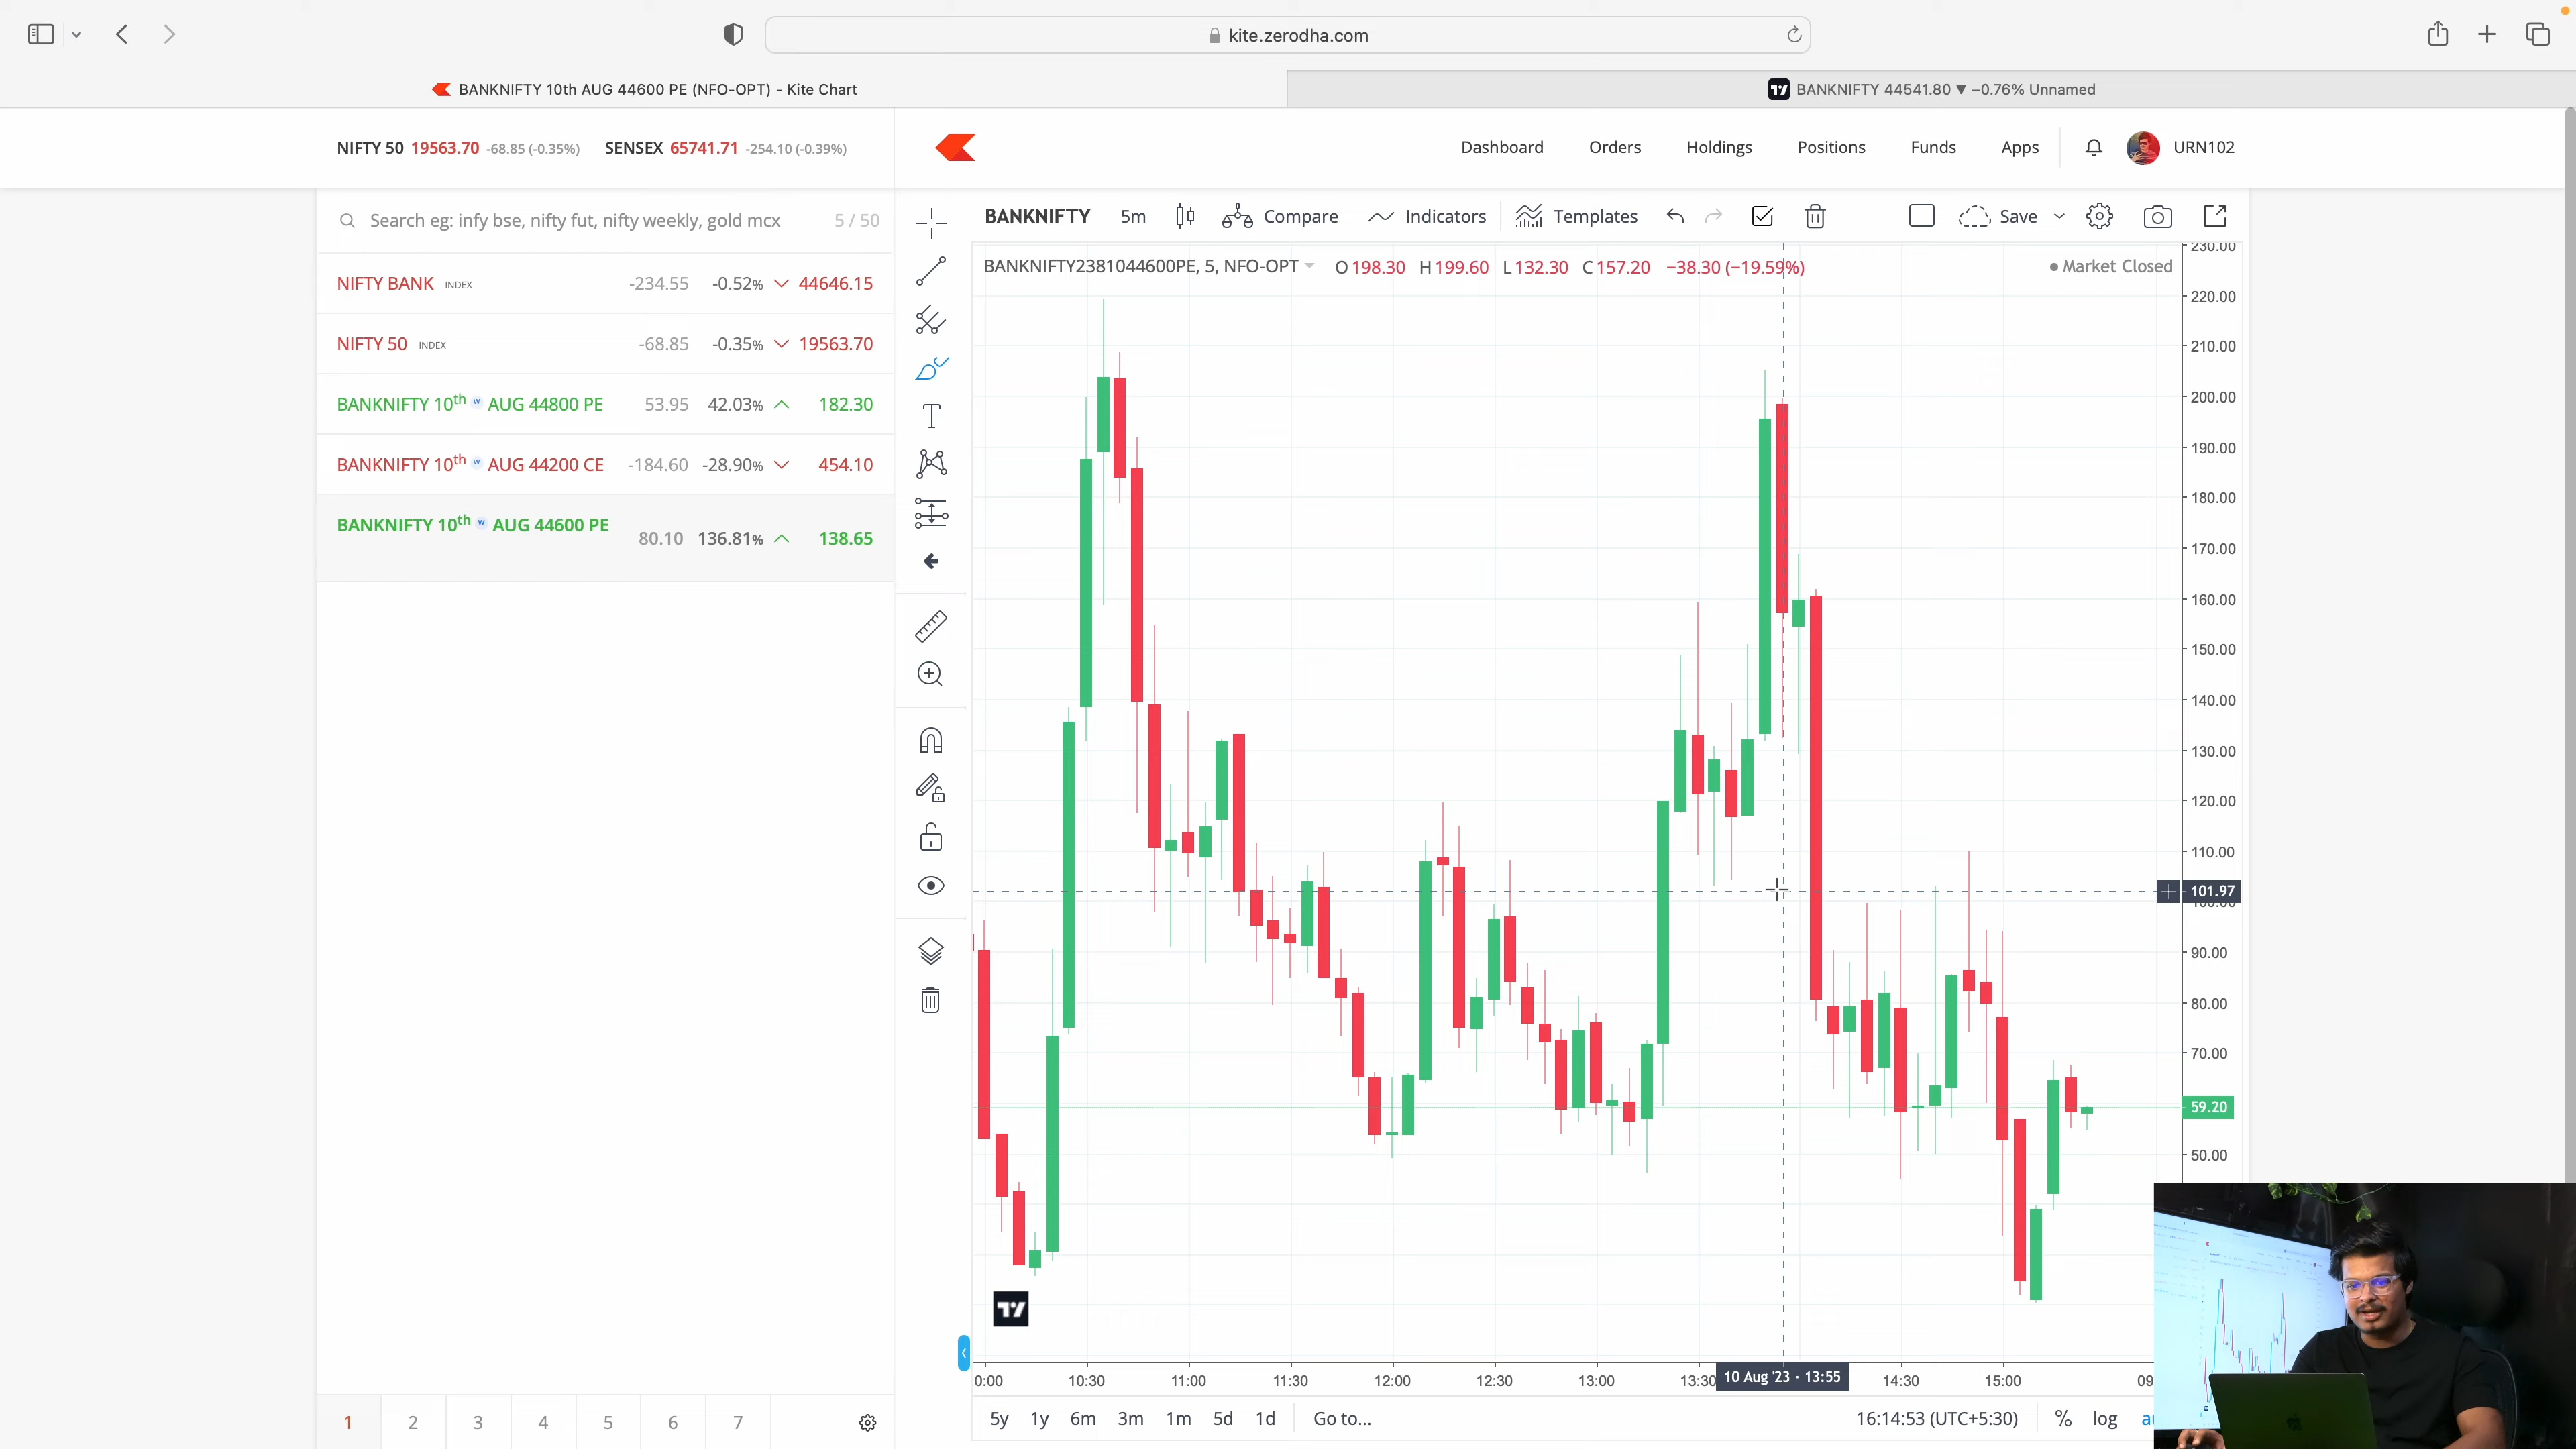 kite.zerodha.com
BANKNIFTY 10th AUG 44600 PE (NFO-OPT) - Kite Chart
BANKNIFTY 44541.80 ▼ −0.76% Unnamed
NIFTY 50 19563.70 -68.85 (-0.35%) SENSEX 65741.71 -254.10 (-0.39%)
Dashboard Orders Holdings Positions Funds Apps URN102
Search eg: infy bse, nifty fut, nifty weekly, gold mcx 5 / 50
NIFTY BANK INDEX -234.55 -0.52% 44646.15
NIFTY 50 INDEX -68.85 -0.35% 19563.70
BANKNIFTY 10th w AUG 44800 PE 53.95 42.03% 182.30
BANKNIFTY 10th w AUG 44200 CE -184.60 -28.90% 454.10
BANKNIFTY 10th w AUG 44600 PE 80.10 136.81% 138.65
1 2 3 4 5 6 7
BANKNIFTY 5m Compare Indicators Templates Save
BANKNIFTY2381044600PE, 5, NFO-OPT O198.30 H199.60 L132.30 C157.20 −38.30 (−19.59%)
Market Closed
230.00
220.00
210.00
200.00
190.00
180.00
170.00
160.00
150.00
140.00
130.00
120.00
110.00
101.97
100.00
90.00
80.00
70.00
59.20
50.00
0:00 10:30 11:00 11:30 12:00 12:30 13:00 13:30 10 Aug '23 · 13:55 14:30 15:00 09
5y 1y 6m 3m 1m 5d 1d Go to... 16:14:53 (UTC+5:30) % log